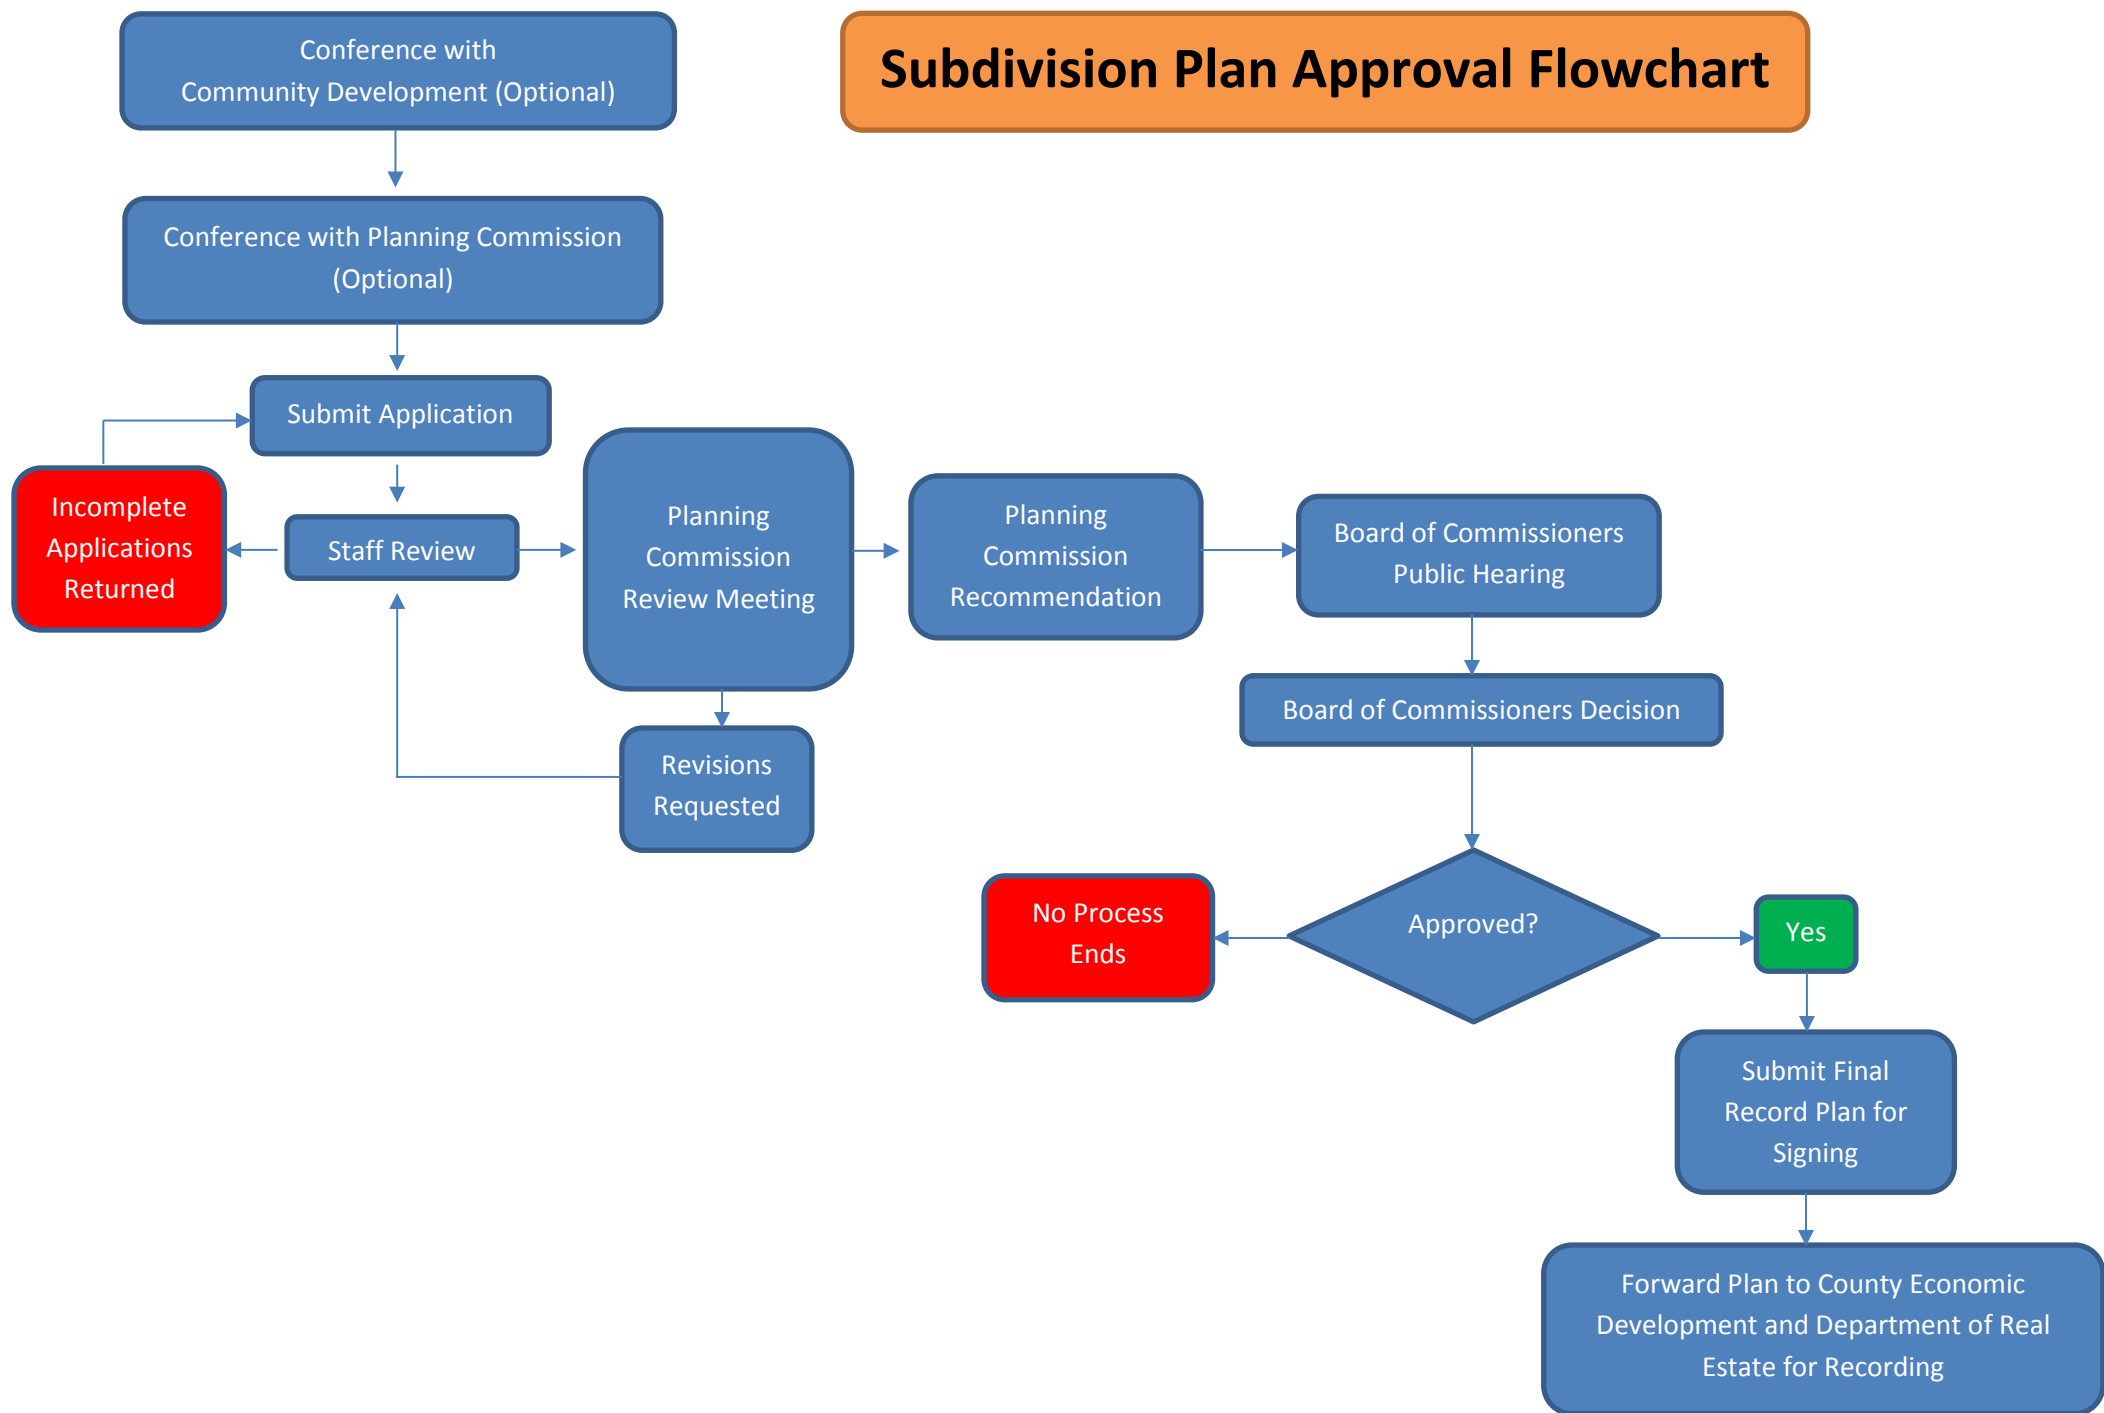 Conference with
Community Development (Optional)
Subdivision Plan Approval Flowchart
Conference with Planning Commission
(Optional)
Submit Application
Incomplete
Applications
Returned
Staff Review
Planning
Commission
Review Meeting
Planning
Commission
Recommendation
Board of Commissioners
Public Hearing
Board of Commissioners Decision
Revisions
Requested
No Process
Ends
Approved?
Yes
Submit Final
Record Plan for
Signing
Forward Plan to County Economic
Development and Department of Real
Estate for Recording